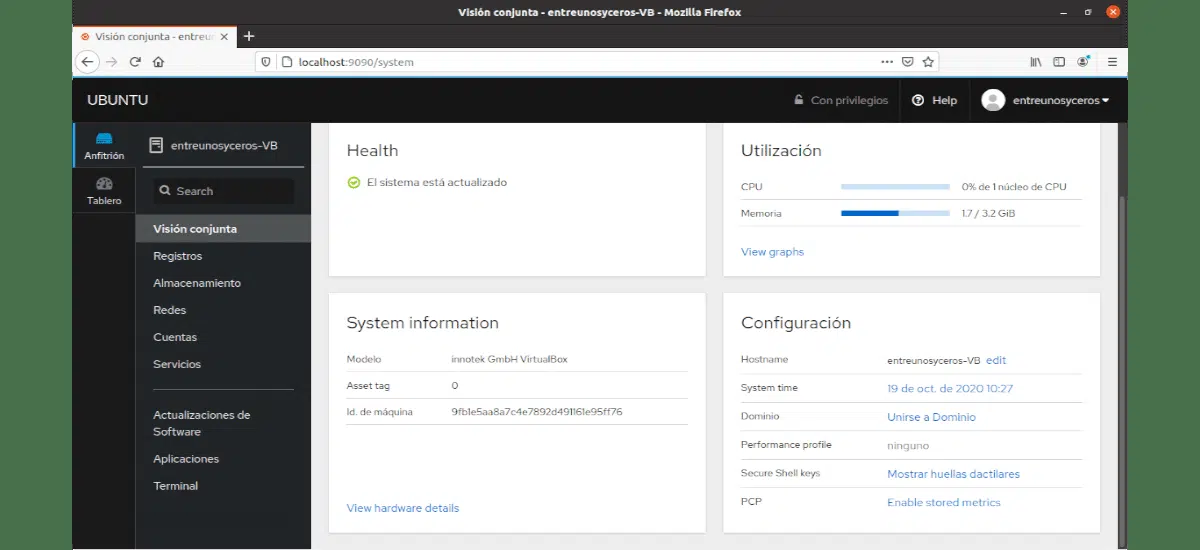 Visión conjunta - entreunosyceros-VB - Mozilla Firefox
Visión conjunta - entreun
localhost:9090/system
UBUNTU
Con privilegios
Help
entreunosyceros
Anfitrión
Tablero
entreunosyceros-VB
Search
Visión conjunta
Registros
Almacenamiento
Redes
Cuentas
Servicios
Actualizaciones de
Software
Aplicaciones
Terminal
Health
El sistema está actualizado
Utilización
CPU 0% de 1 núcleo de CPU
Memoria 1.7 / 3.2 GiB
View graphs
System information
Modelo innotek GmbH VirtualBox
Asset tag 0
Id. de máquina 9fb1e5aa8a7c4e7892d491161e95ff76
View hardware details
Configuración
Hostname entreunosyceros-VB edit
System time 19 de oct. de 2020 10:27
Dominio Unirse a Dominio
Performance profile ninguno
Secure Shell keys Mostrar huellas dactilares
PCP Enable stored metrics